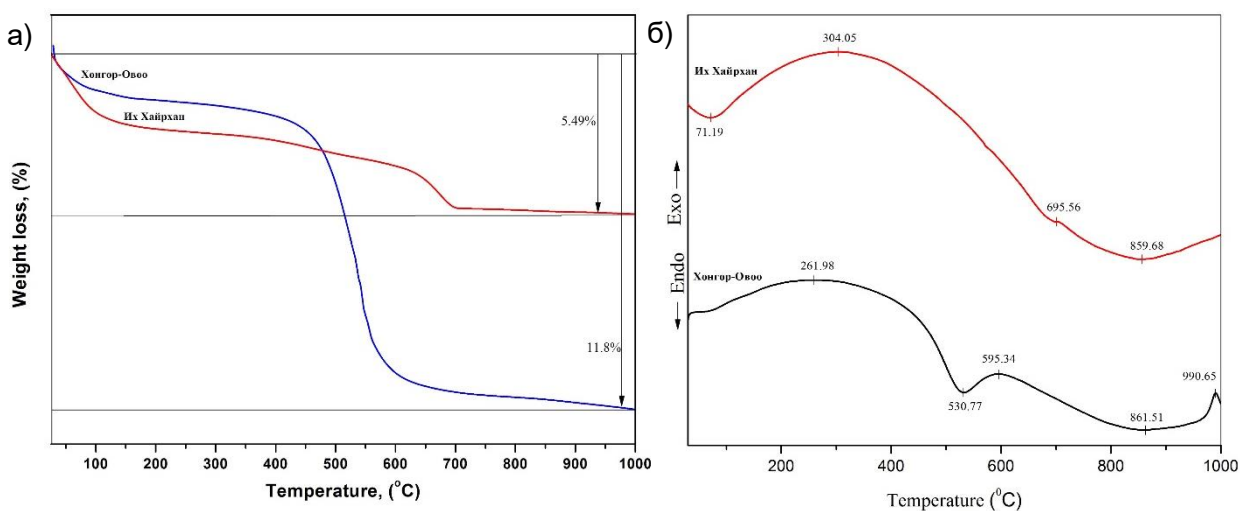 а)
Хонгор-Овоо
Их Хайрхан
5.49%
11.8%
Weight loss, (%)
100 200 300 400 500 600 700 800 900 1000
Temperature, (°C)
б)
304.05
Их Хайрхан
71.19
695.56
859.68
Exo
Endo
261.98
Хонгор-Овоо
595.34
990.65
530.77
861.51
200 400 600 800 1000
Temperature (⁰C)